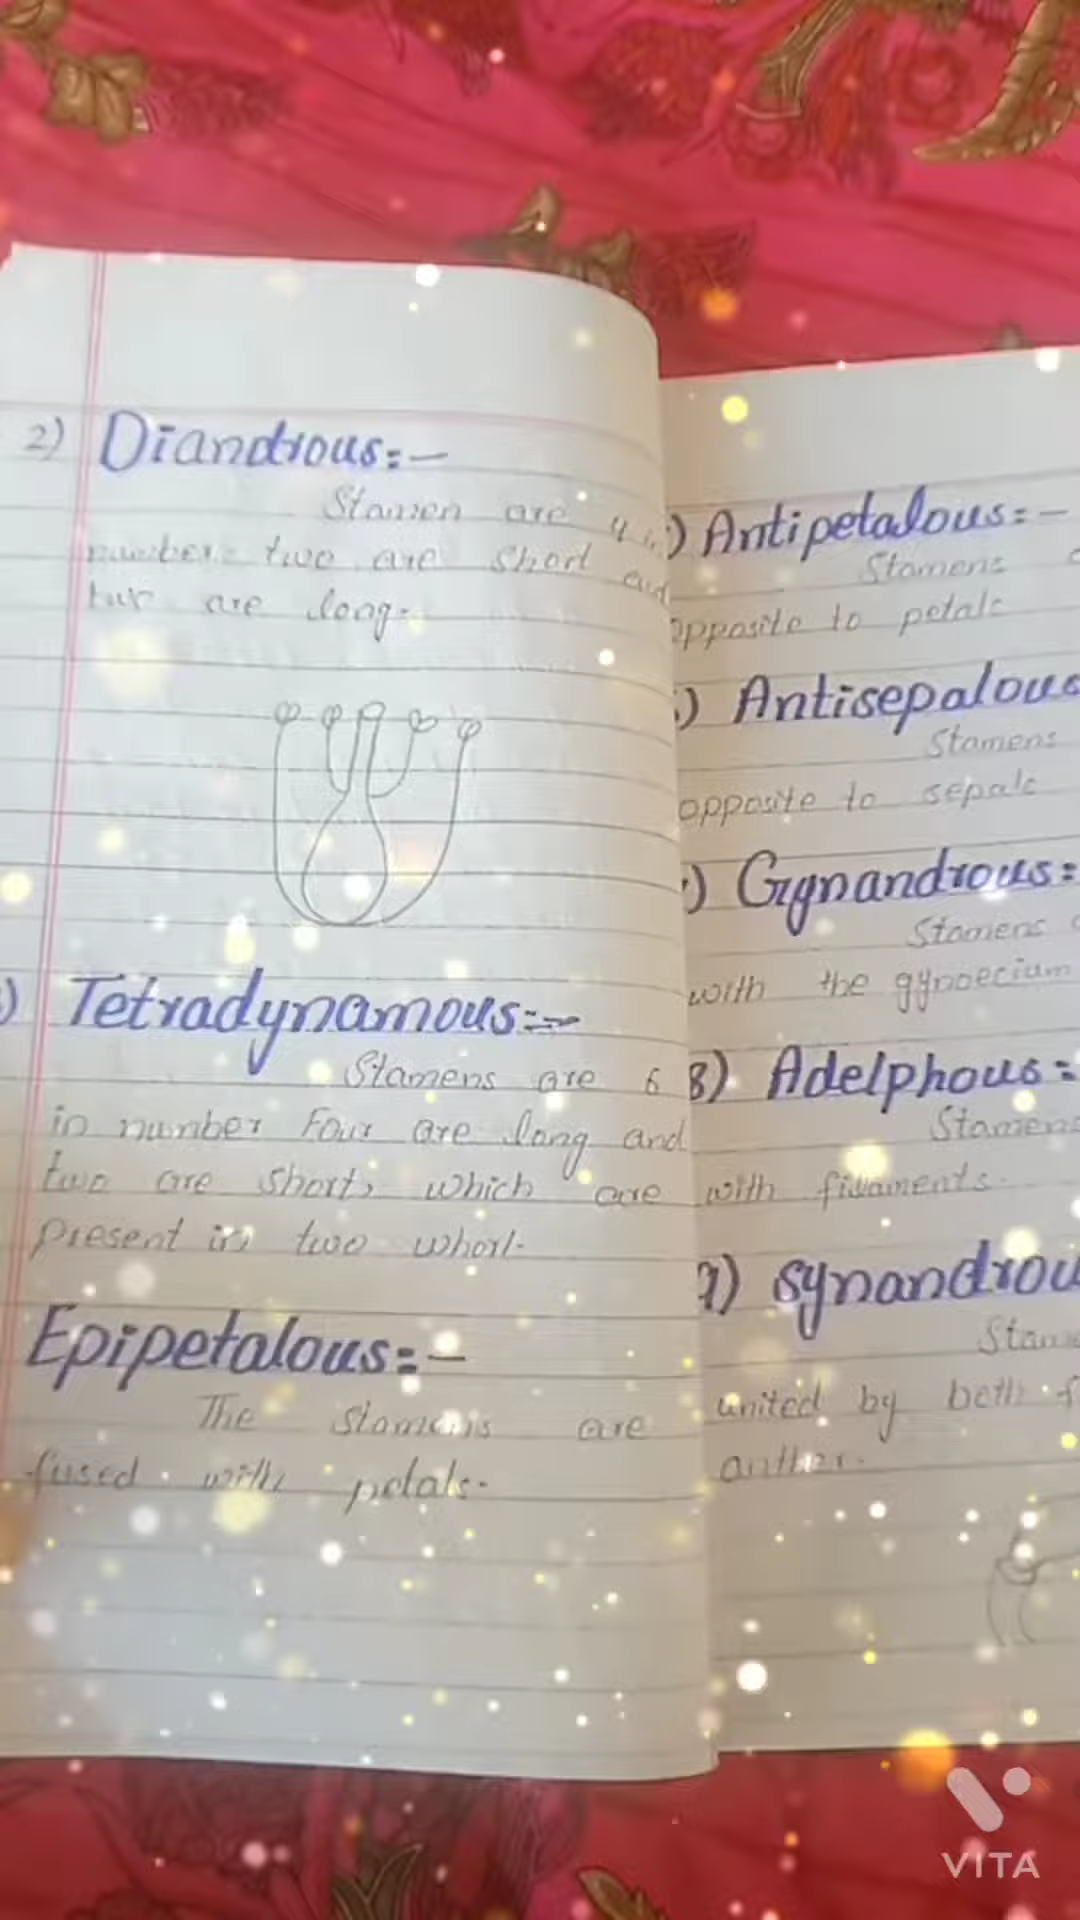 2) Diandrous:-
Stamen are 4 in
number two are short and
two are long.
3) Tetradynamous:-
Stamens are 6
in number Four are long and
two are short, which are
present in two whorl.
Epipetalous:-
The stamens are
fused with petals.
) Antipetalous:-
Stamens
opposite to petals
) Antisepalous
Stamens
opposite to sepals
) Gynandrous:
Stamens
with the gynoecium
8) Adelphous:
Stamens
with filaments.
9) Synandrou
Stame
united by both f
anther.
VITA